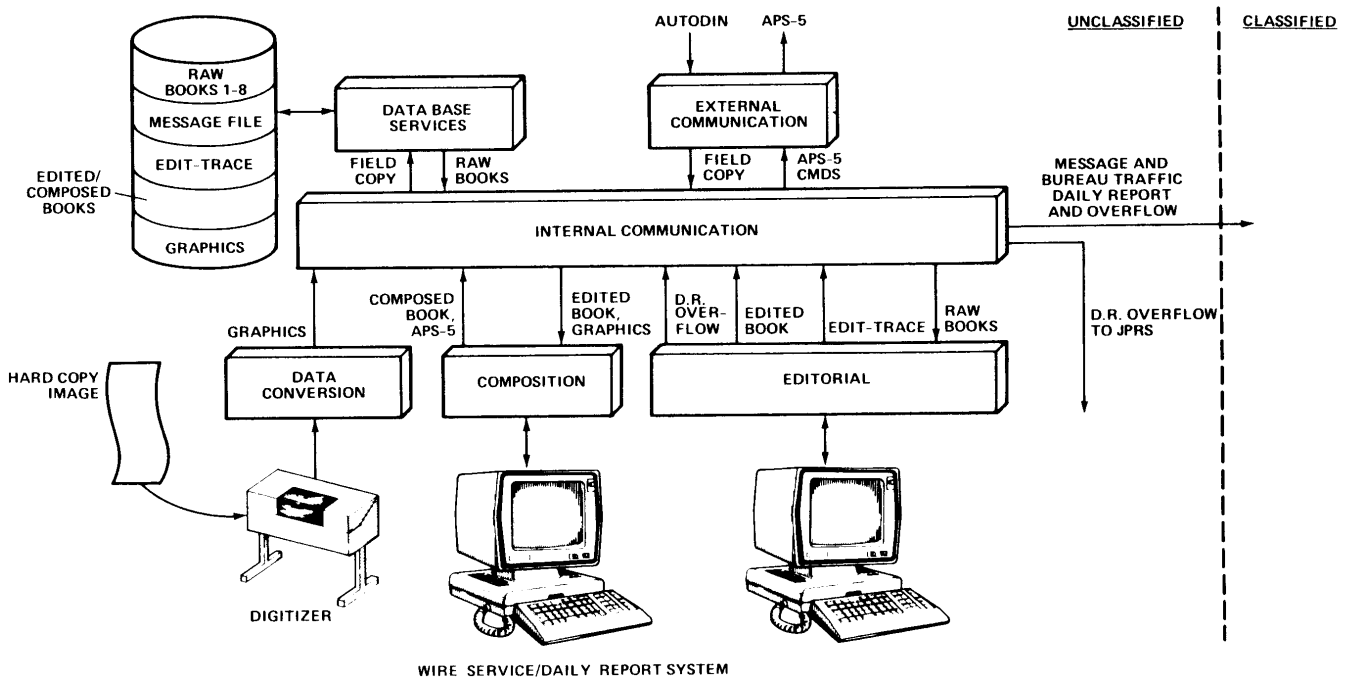 AUTODIN
APS-5
UNCLASSIFIED
CLASSIFIED
RAW
BOOKS 1-8
MESSAGE FILE
EDIT-TRACE
EDITED/
COMPOSED
BOOKS
GRAPHICS
DATA BASE
SERVICES
EXTERNAL
COMMUNICATION
FIELD
COPY
RAW
BOOKS
FIELD
COPY
APS-5
CMDS
MESSAGE AND
BUREAU TRAFFIC
DAILY REPORT
AND OVERFLOW
INTERNAL COMMUNICATION
GRAPHICS
COMPOSED
BOOK,
APS-5
EDITED
BOOK,
GRAPHICS
D.R.
OVER-
FLOW
EDITED
BOOK
EDIT-TRACE
RAW
BOOKS
D.R. OVERFLOW
TO JPRS
HARD COPY
IMAGE
DATA
CONVERSION
COMPOSITION
EDITORIAL
DIGITIZER
WIRE SERVICE/DAILY REPORT SYSTEM